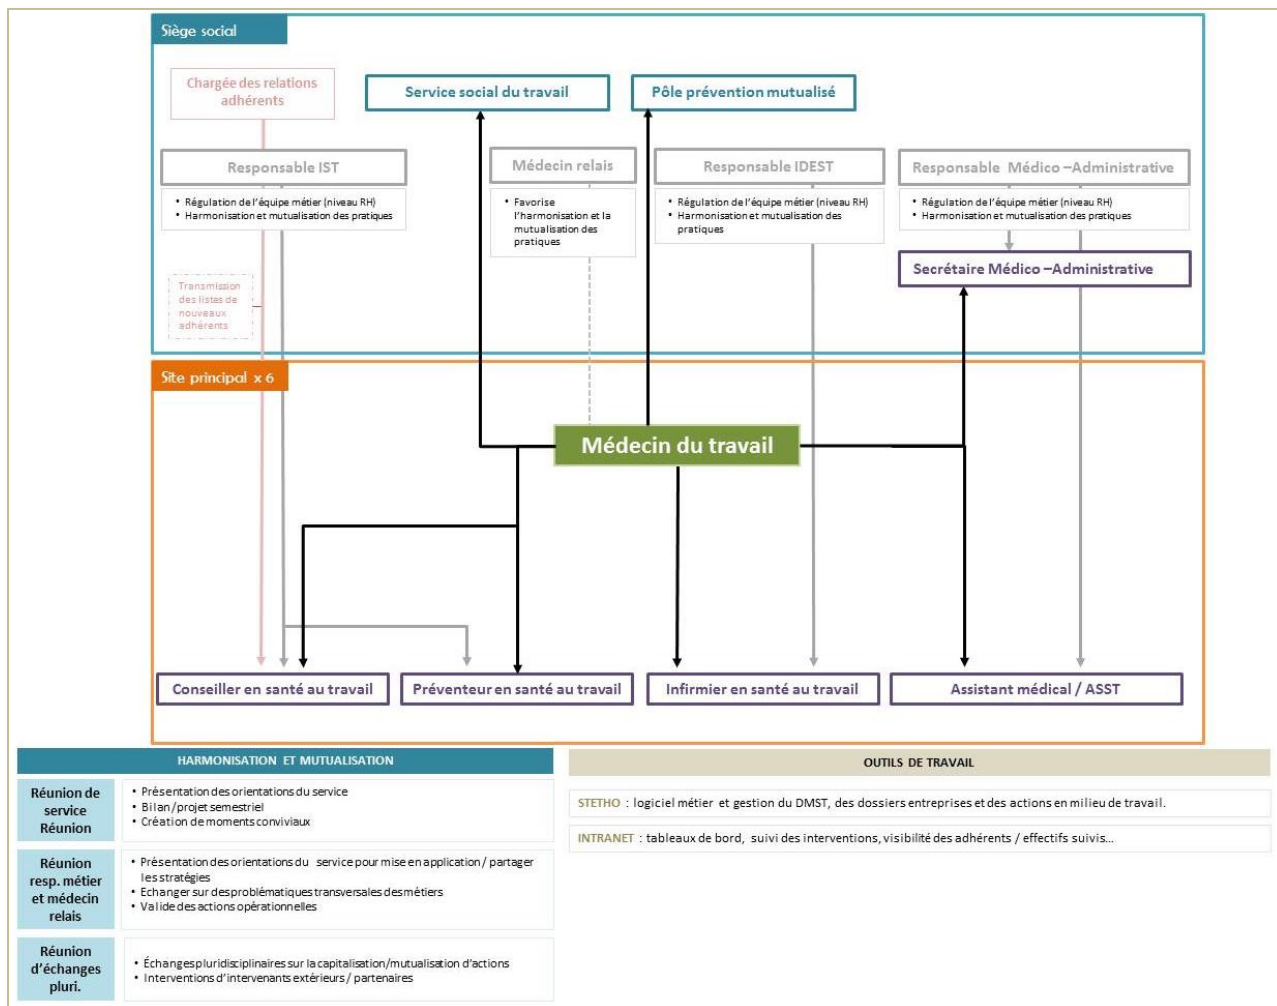 Siège social
Chargée des relations
adhérents
Service social du travail
Pôle prévention mutualisé
Responsable IST
• Régulation de l'équipe métier (niveau RH)
• Harmonisation et mutualisation des pratiques
Médecin relais
• Favorise
l'harmonisation et la
mutualisation des
pratiques
Responsable IDEST
• Régulation de l'équipe métier (niveau RH)
• Harmonisation et mutualisation des
pratiques
Responsable Médico –Administrative
• Régulation de l'équipe métier (niveau RH)
• Harmonisation et mutualisation des pratiques
Secrétaire Médico –Administrative
Transmission
des listes de
nouveaux
adhérents
Site principal x 6
Médecin du travail
Conseiller en santé au travail
Préventeur en santé au travail
Infirmier en santé au travail
Assistant médical / ASST
HARMONISATION ET MUTUALISATION
Réunion de
service
Réunion
• Présentation des orientations du service
• Bilan/projet semestriel
• Création de moments conviviaux
Réunion
resp. métier
et médecin
relais
• Présentation des orientations du service pour mise en application / partager
les stratégies
• Echanger sur desproblématiques transversales desmétiers
• Valide des actions opérationnelles
Réunion
d'échanges
pluri.
• Échangespluridisciplinaires sur la capitalisation/mutualisation d'actions
• Interventions d'intervenants extérieurs / partenaires
OUTILS DE TRAVAIL
STETHO : logiciel métier et gestion du DMST, des dossiers entreprises et des actions en milieu de travail.
INTRANET : tableaux de bord, suivi des interventions, visibilité des adhérents / effectifs suivis...